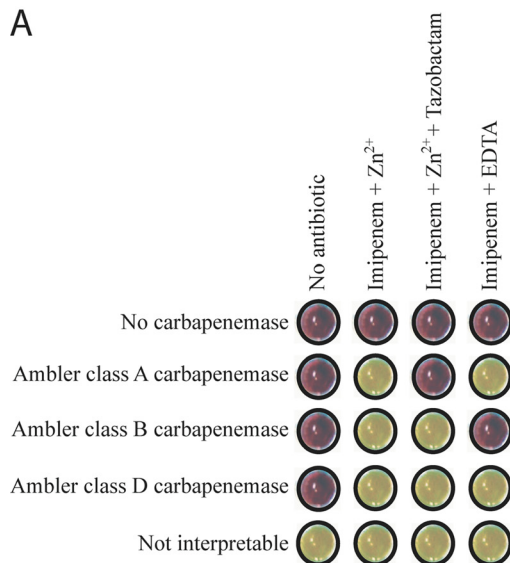 A
No antibiotic
Imipenem + Zn²⁺
Imipenem + Zn²⁺ + Tazobactam
Imipenem + EDTA
No carbapenemase
Ambler class A carbapenemase
Ambler class B carbapenemase
Ambler class D carbapenemase
Not interpretable